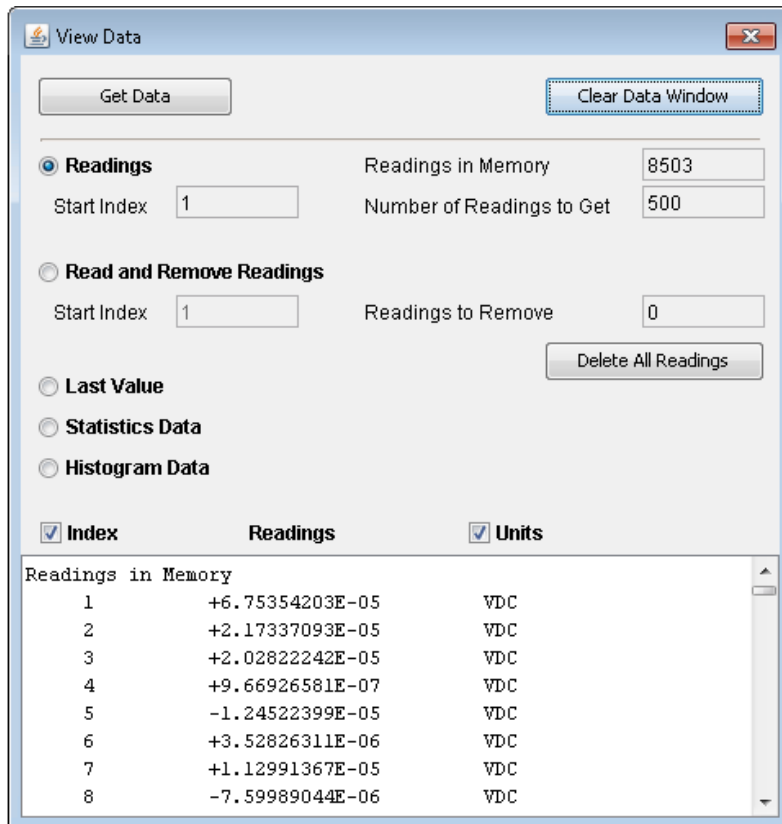 View Data
Get Data Clear Data Window
Readings Readings in Memory 8503
Start Index 1 Number of Readings to Get 500
Read and Remove Readings
Start Index 1 Readings to Remove 0
Delete All Readings
Last Value
Statistics Data
Histogram Data
Index Readings Units
Readings in Memory
1 +6.75354203E-05 VDC
2 +2.17337093E-05 VDC
3 +2.02822242E-05 VDC
4 +9.66926581E-07 VDC
5 -1.24522399E-05 VDC
6 +3.52826311E-06 VDC
7 +1.12991367E-05 VDC
8 -7.59989044E-06 VDC